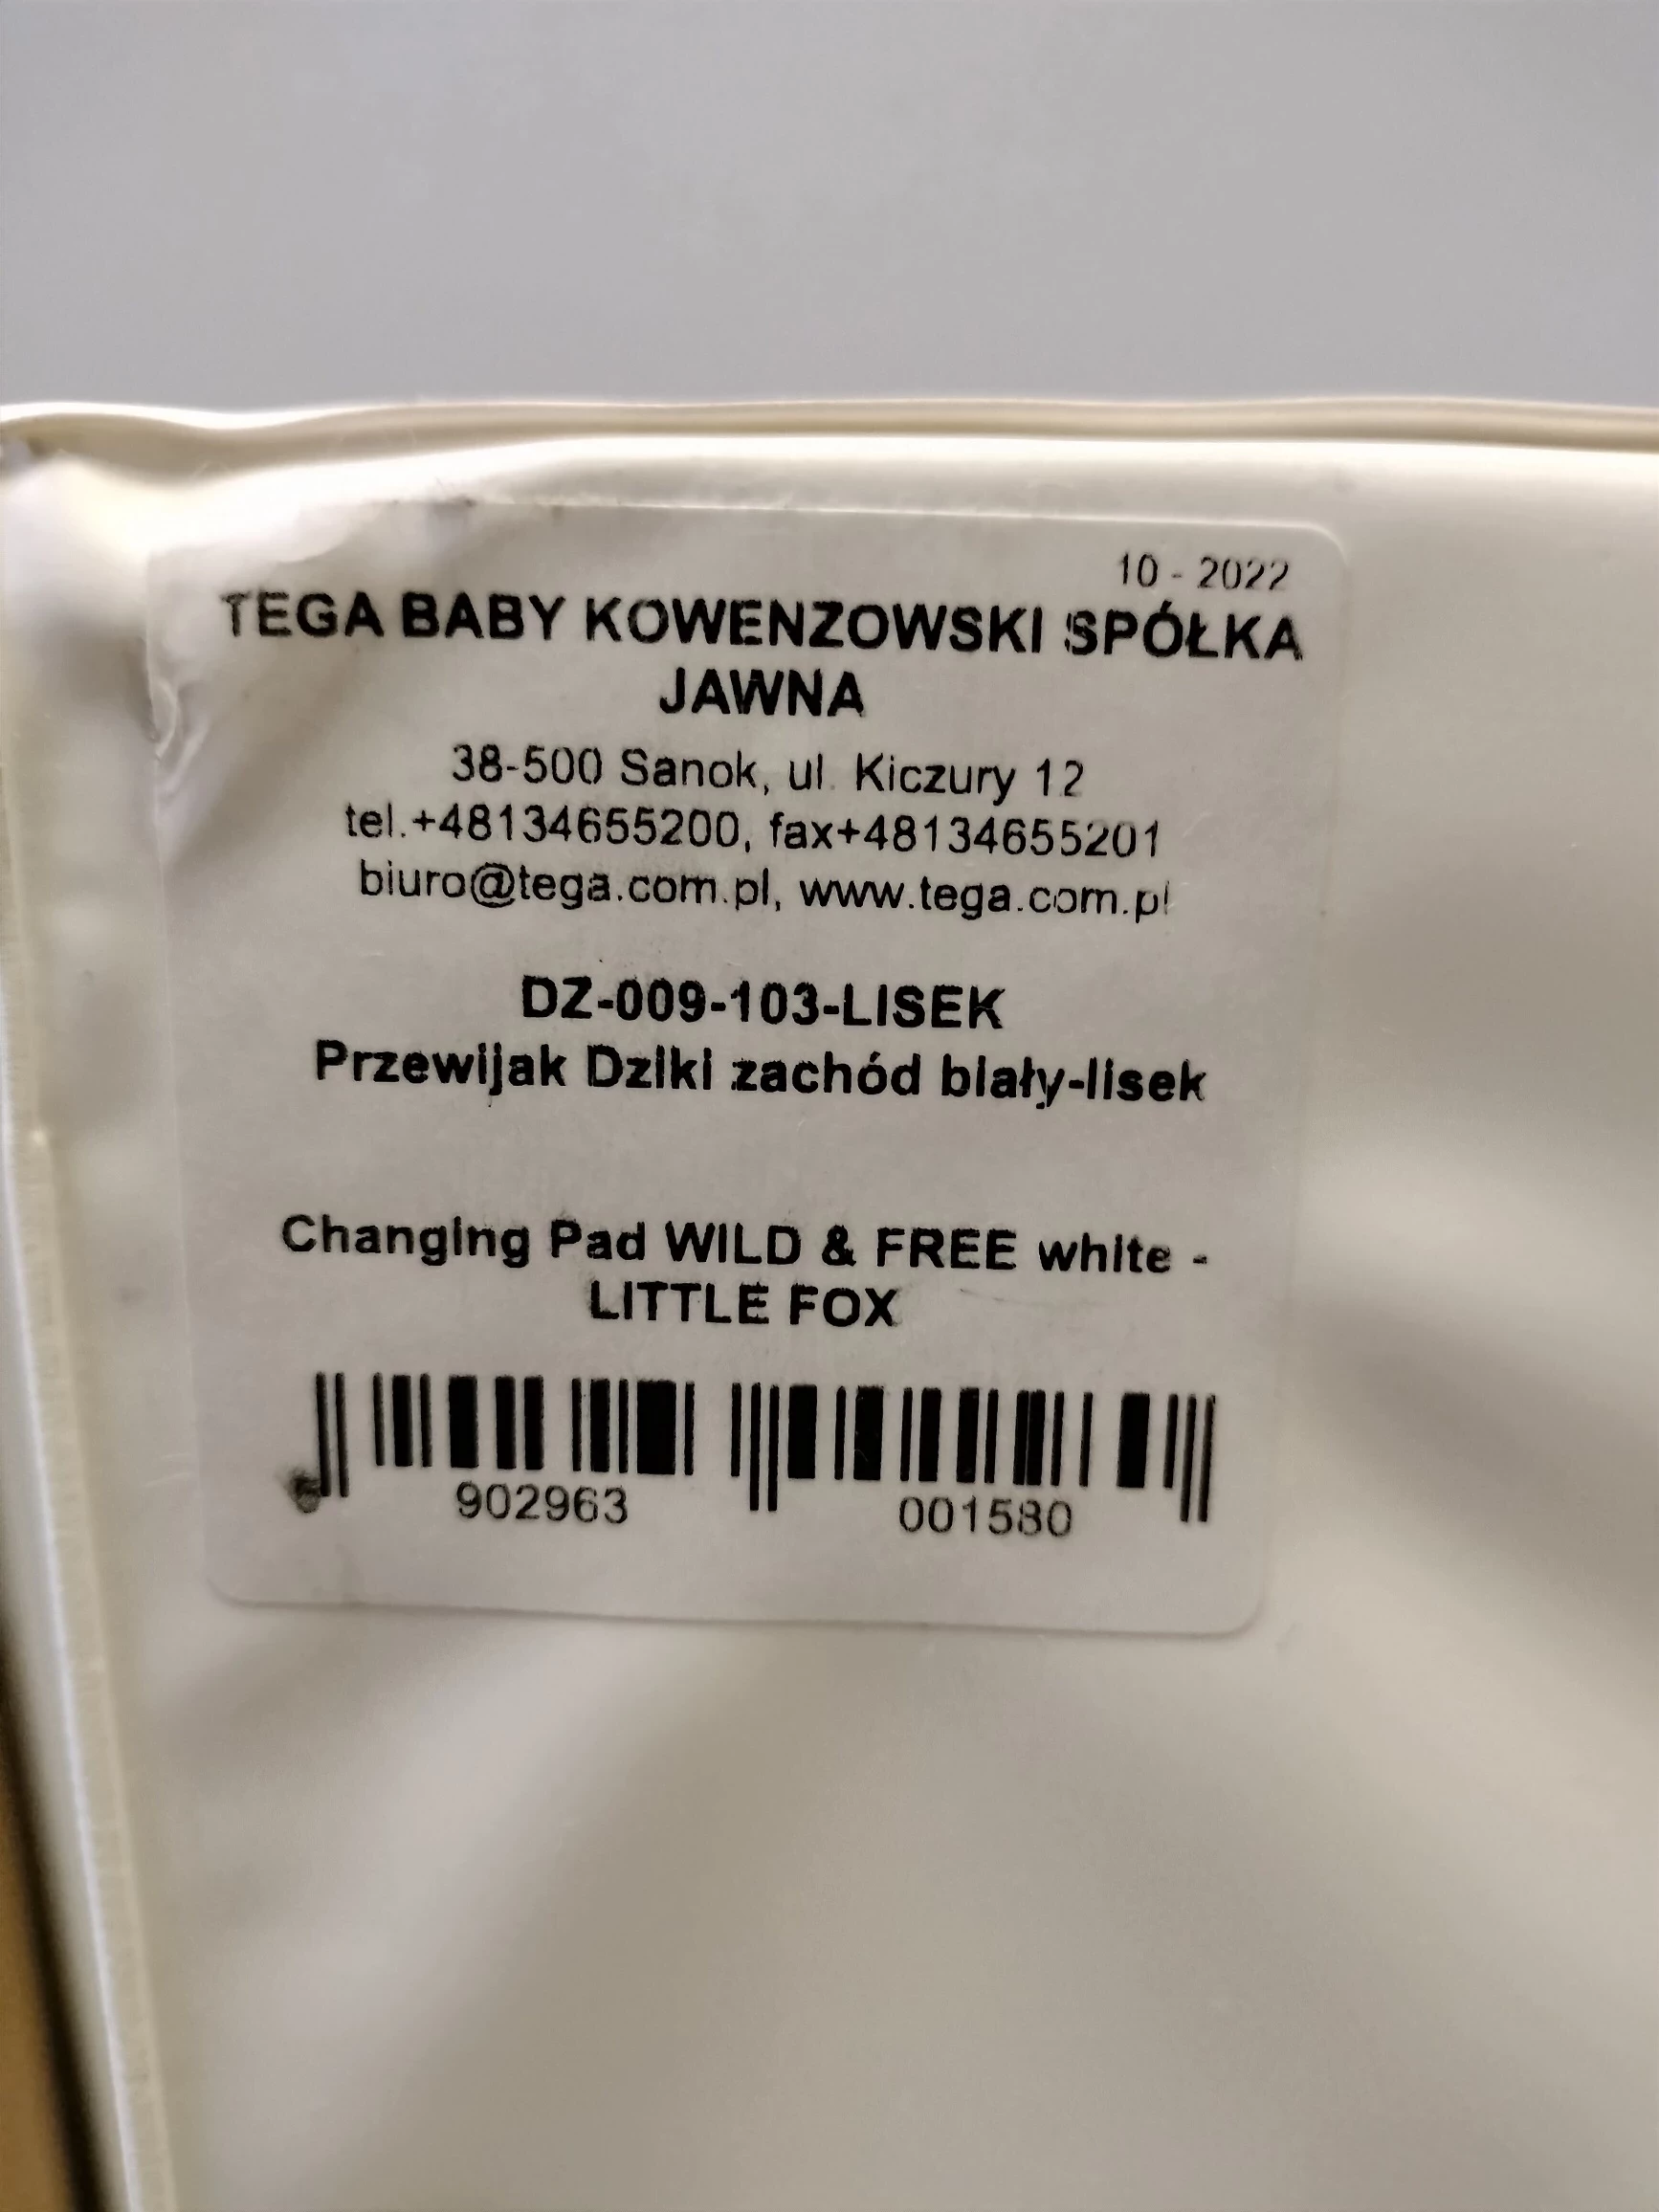 10 - 2022
TEGA BABY KOWENZOWSKI SPÓŁKA
JAWNA
38-500 Sanok, ul. Kiczury 12
tel.+48134655200, fax+48134655201
biuro@tega.com.pl, www.tega.com.pl
DZ-009-103-LISEK
Przewijak Dziki zachód biały-lisek
Changing Pad WILD & FREE white -
LITTLE FOX
902963 001580